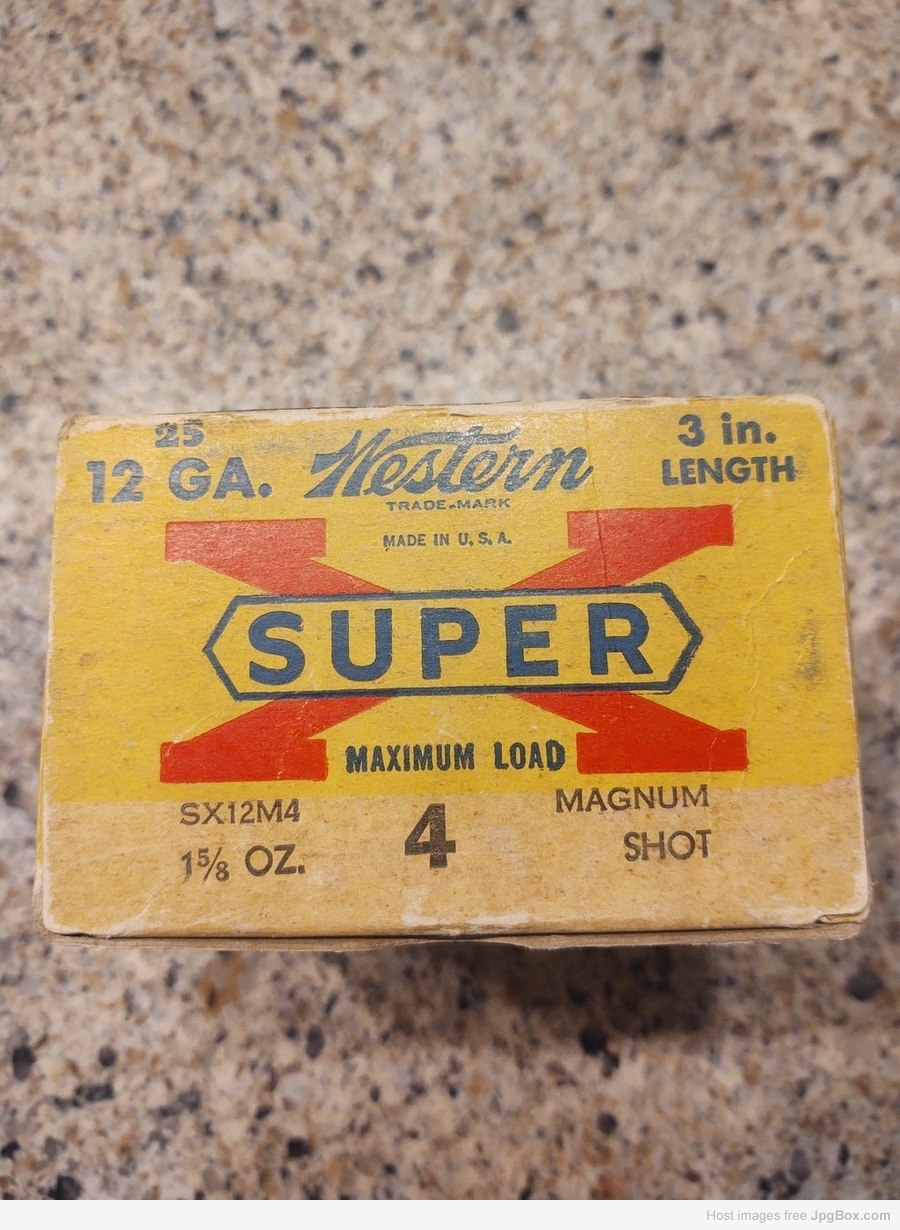 25
12 GA.
Western
TRADE-MARK
MADE IN U.S.A.
3 in.
LENGTH
X
SUPER
MAXIMUM LOAD
SX12M4
1⅝ OZ.
4
MAGNUM
SHOT
Host images free JpgBox.com